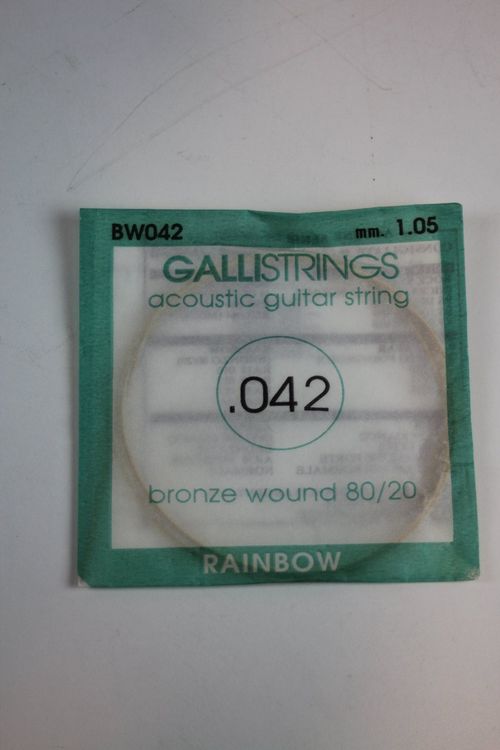 BW042
mm. 1.05
GALLISTRINGS
acoustic guitar string
.042
bronze wound 80/20
RAINBOW